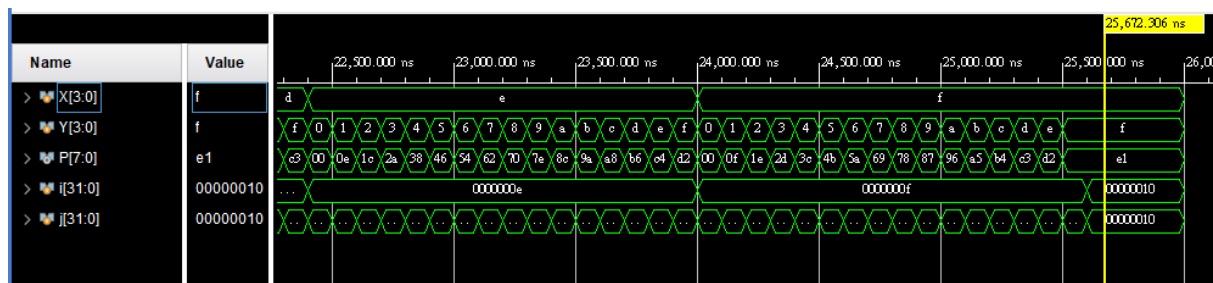 25,672.306 ns
Name Value 22,500.000 ns 23,000.000 ns 23,500.000 ns 24,000.000 ns 24,500.000 ns 25,000.000 ns 25,500.000 ns 26,0
X[3:0] f d e f
Y[3:0] f f 0 1 2 3 4 5 6 7 8 9 a b c d e f 0 1 2 3 4 5 6 7 8 9 a b c d e f
P[7:0] e1 c3 00 0e 1c 2a 38 46 54 62 70 7e 8c 9a a8 b6 c4 d2 00 0f 1e 2d 3c 4b 5a 69 78 87 96 a5 b4 c3 d2 e1
i[31:0] 00000010 ... 0000000e 0000000f 00000010
j[31:0] 00000010 .. .. .. .. .. .. .. .. .. .. .. .. .. .. .. .. .. .. .. .. .. .. .. .. .. .. .. .. .. .. .. .. .. 00000010